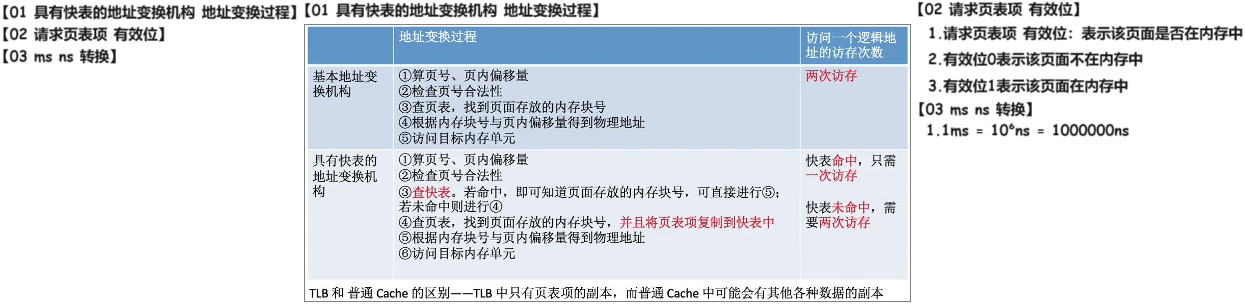 【01 具有快表的地址变换机构 地址变换过程】
【02 请求页表项 有效位】
【03 ms ns 转换】
【01 具有快表的地址变换机构 地址变换过程】
地址变换过程
访问一个逻辑地
址的访存次数
基本地址变
换机构
①算页号、页内偏移量
②检查页号合法性
③查页表，找到页面存放的内存块号
④根据内存块号与页内偏移量得到物理地址
⑤访问目标内存单元
两次访存
具有快表的
地址变换机
构
①算页号、页内偏移量
②检查页号合法性
③查快表。若命中，即可知道页面存放的内存块号，可直接进行⑤；
若未命中则进行④
④查页表，找到页面存放的内存块号，并且将页表项复制到快表中
⑤根据内存块号与页内偏移量得到物理地址
⑥访问目标内存单元
快表命中，只需
一次访存
快表未命中，需
要两次访存
TLB 和 普通 Cache 的区别——TLB 中只有页表项的副本，而普通 Cache 中可能会有其他各种数据的副本
【02 请求页表项 有效位】
1.请求页表项 有效位：表示该页面是否在内存中
2.有效位0表示该页面不在内存中
3.有效位1表示该页面在内存中
【03 ms ns 转换】
1.1ms = 10⁶ns = 1000000ns